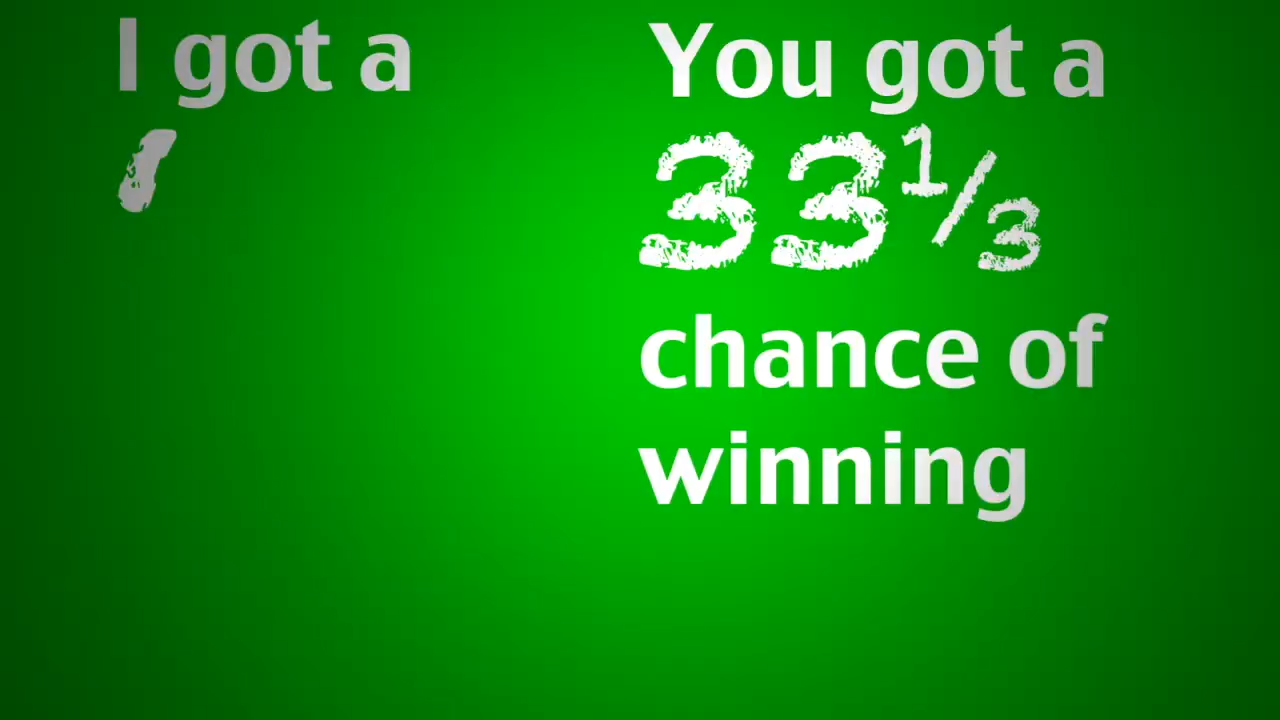 I got a
You got a
33⅓
chance of
winning